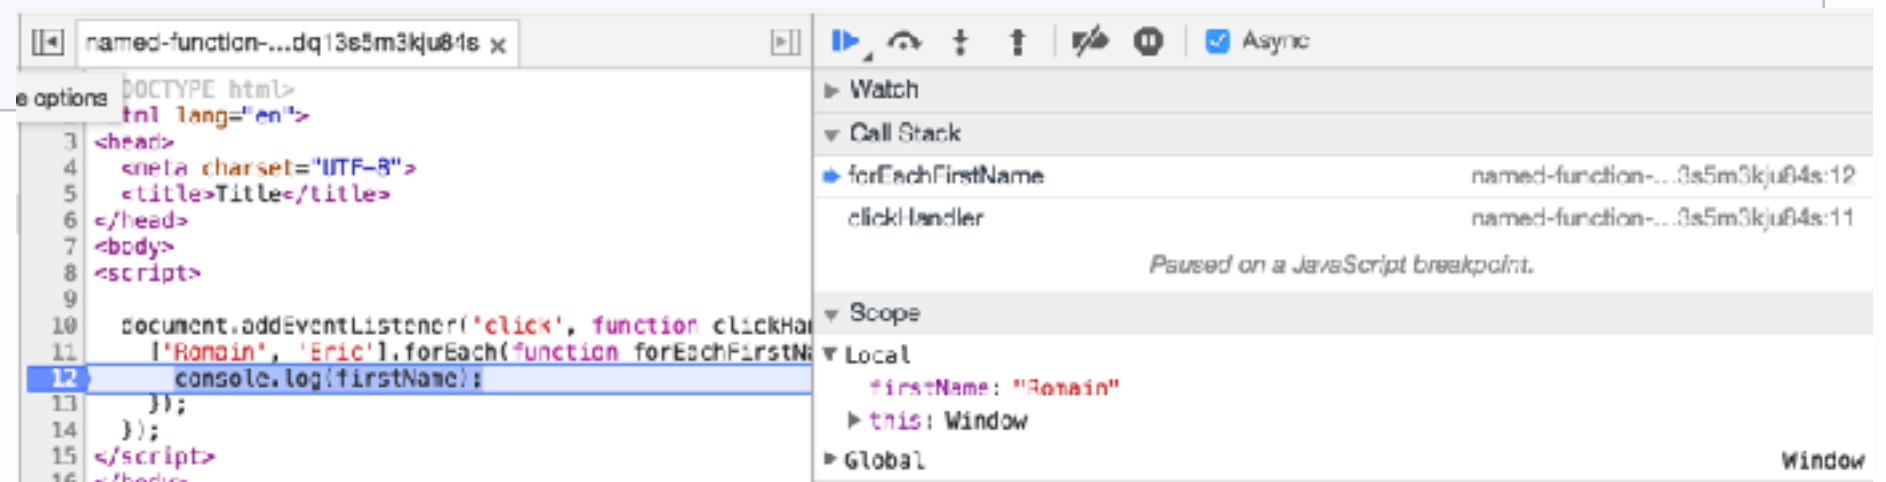 named-function-...dq13s5m3kju84s ×
Async
e options
DOCTYPE html>
tml lang="en">
3 <head>
4 <meta charset="UTF-8">
5 <title>Title</title>
6 </head>
7 <body>
8 <script>
9
10 document.addEventListener('click', function clickHan
11 ['Romain', 'Eric'].forEach(function forEachFirstNa
12 console.log(firstName);
13 });
14 });
15 </script>
16 </body>
Watch
Call Stack
forEachFirstName named-function-...3s5m3kju84s:12
clickHandler named-function-...3s5m3kju84s:11
Paused on a JavaScript breakpoint.
Scope
Local
firstName: "Romain"
this: Window
Global Window